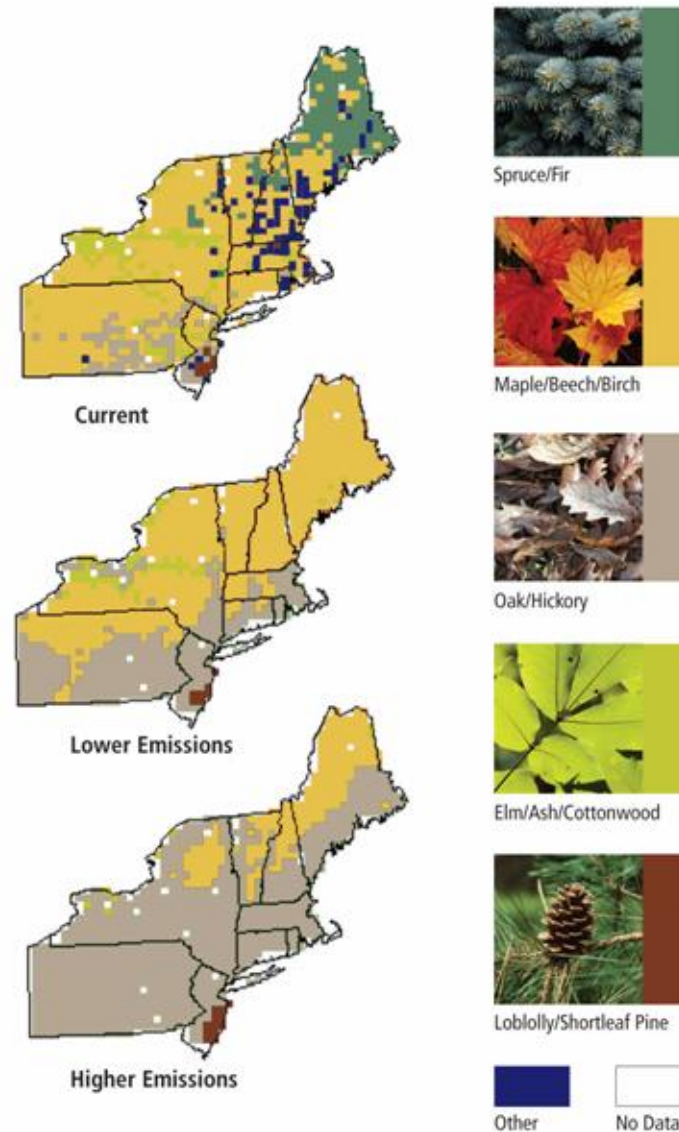 Current
Lower Emissions
Higher Emissions
Spruce/Fir
Maple/Beech/Birch
Oak/Hickory
Elm/Ash/Cottonwood
Loblolly/Shortleaf Pine
Other
No Data